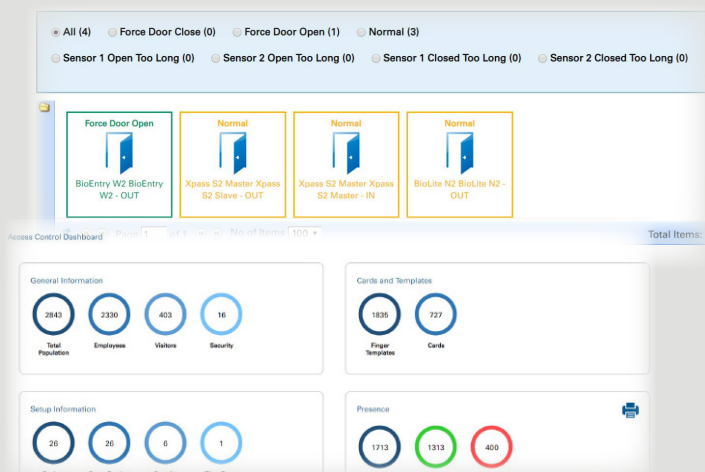 All (4) Force Door Close (0) Force Door Open (1) Normal (3)
Sensor 1 Open Too Long (0) Sensor 2 Open Too Long (0) Sensor 1 Closed Too Long (0) Sensor 2 Closed Too Long (0)
Force Door Open
BioEntry W2 BioEntry
W2 - OUT
Normal
Xpass S2 Master Xpass
S2 Slave - OUT
Normal
Xpass S2 Master Xpass
S2 Master - IN
Normal
BioLite N2 BioLite N2 -
OUT
Page 1 of 1 No of Items 100
Total Items:
Access Control Dashboard
General Information
2843 2330 403 16
Total
Population
Employees Visitors Security
Cards and Templates
1835 727
Finger
Templates
Cards
Setup Information
26 26 6 1
Presence
1713 1313 400